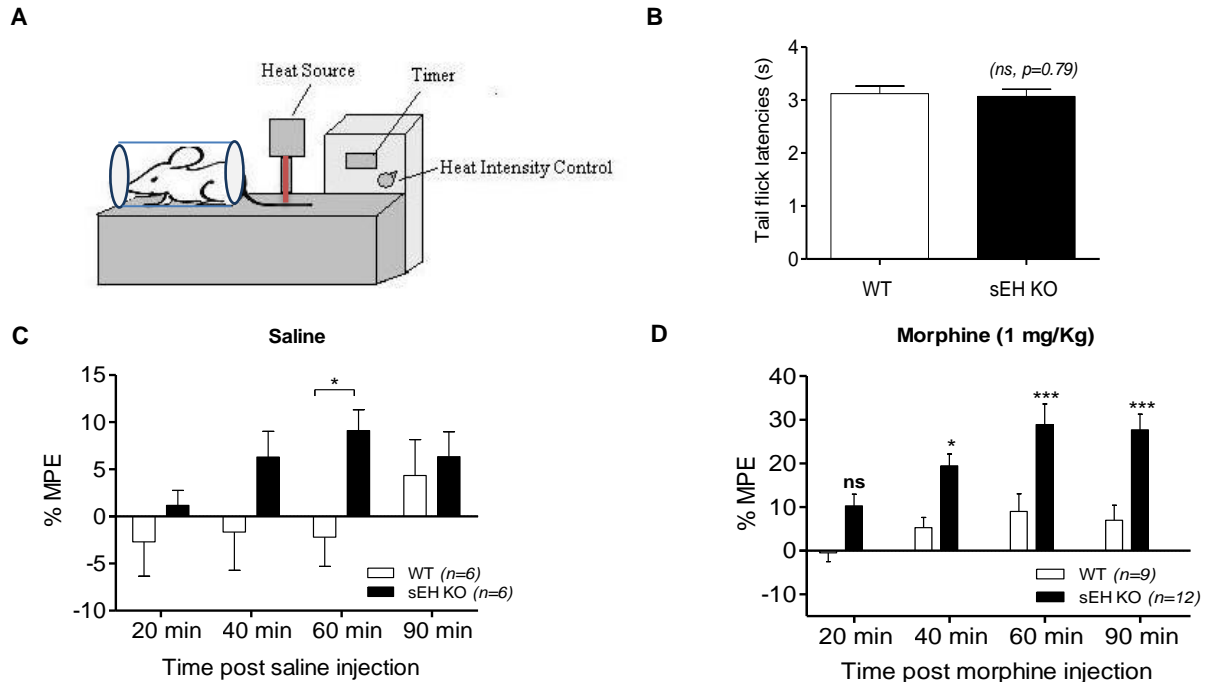 A
Heat Source
Timer
Heat Intensity Control
B
Tail flick latencies (s)
4
3
2
1
0
(ns, p=0.79)
WT
sEH KO
C
Saline
% MPE
15
10
5
0
-5
-10
*
WT (n=6)
sEH KO (n=6)
20 min 40 min 60 min 90 min
Time post saline injection
D
Morphine (1 mg/Kg)
% MPE
40
30
20
10
0
-10
ns
*
***
***
WT (n=9)
sEH KO (n=12)
20 min 40 min 60 min 90 min
Time post morphine injection